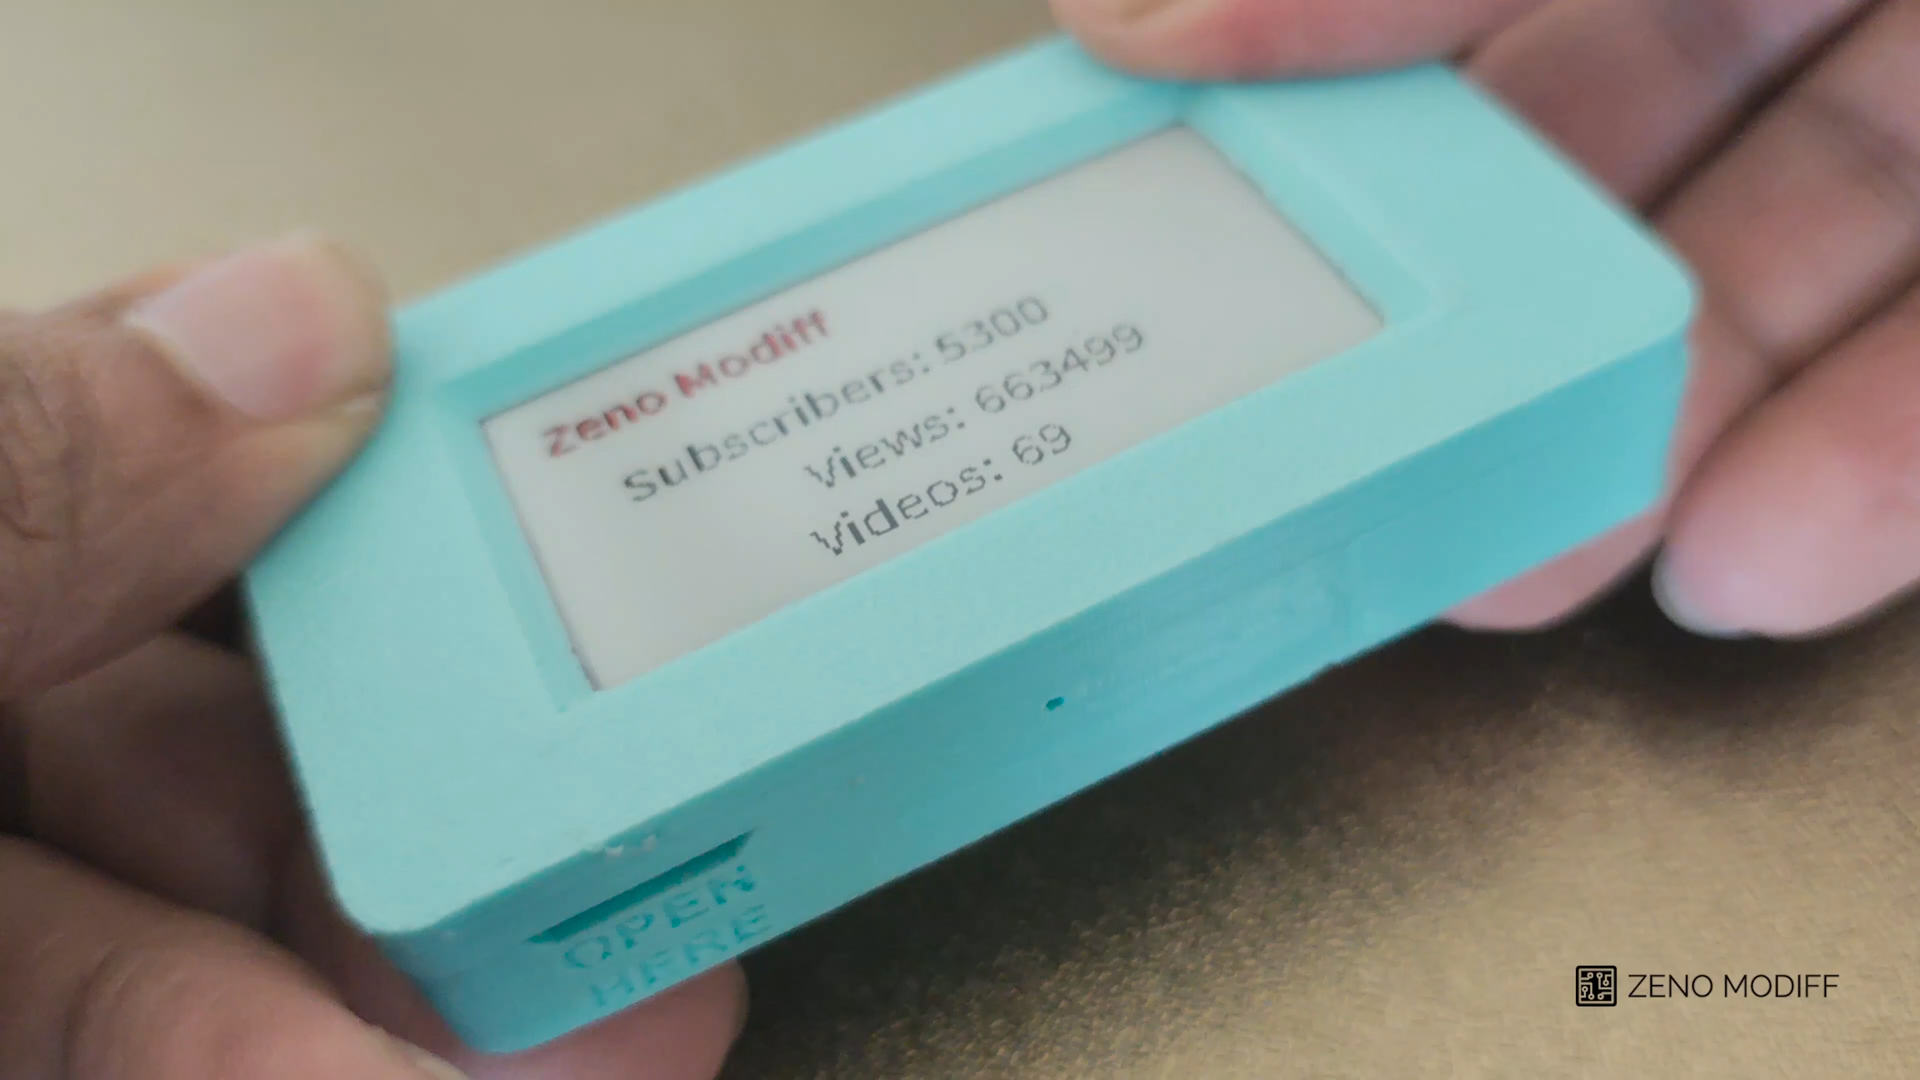 Zeno Modiff
Subscribers: 5300
Views: 663499
Videos: 69
OPEN
HERE
ZENO MODIFF